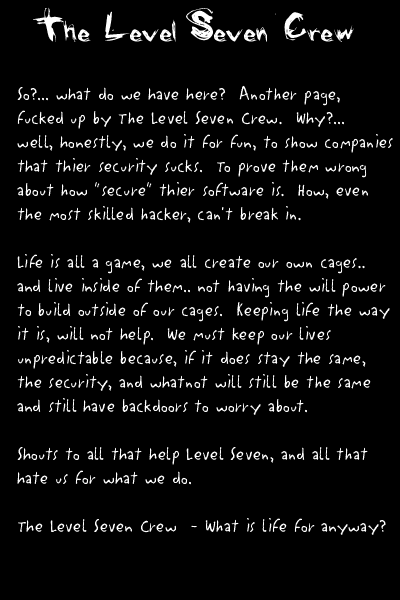 The Level Seven Crew
So?... what do we have here? Another page,
fucked up by The Level Seven Crew. Why?...
well, honestly, we do it for fun, to show companies
that thier security sucks. To prove them wrong
about how "secure" thier software is. How, even
the most skilled hacker, can't break in.
Life is all a game, we all create our own cages..
and live inside of them.. not having the will power
to build outside of our cages. Keeping life the way
it is, will not help. We must keep our lives
unpredictable because, if it does stay the same,
the security, and whatnot will still be the same
and still have backdoors to worry about.
Shouts to all that help Level Seven, and all that
hate us for what we do.
The Level Seven Crew - What is life for anyway?